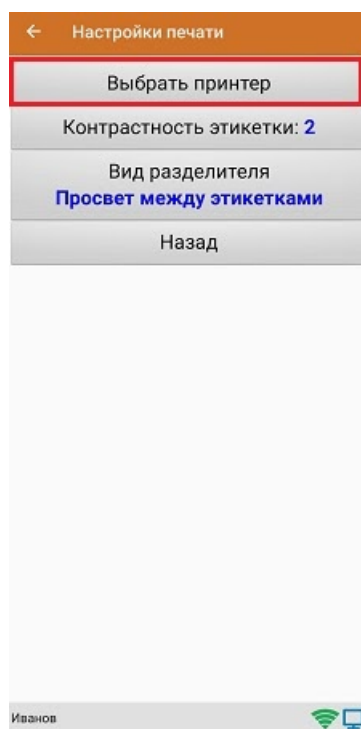 Настройки печати
Выбрать принтер
Контрастность этикетки: 2
Вид разделителя
Просвет между этикетками
Назад
Иванов